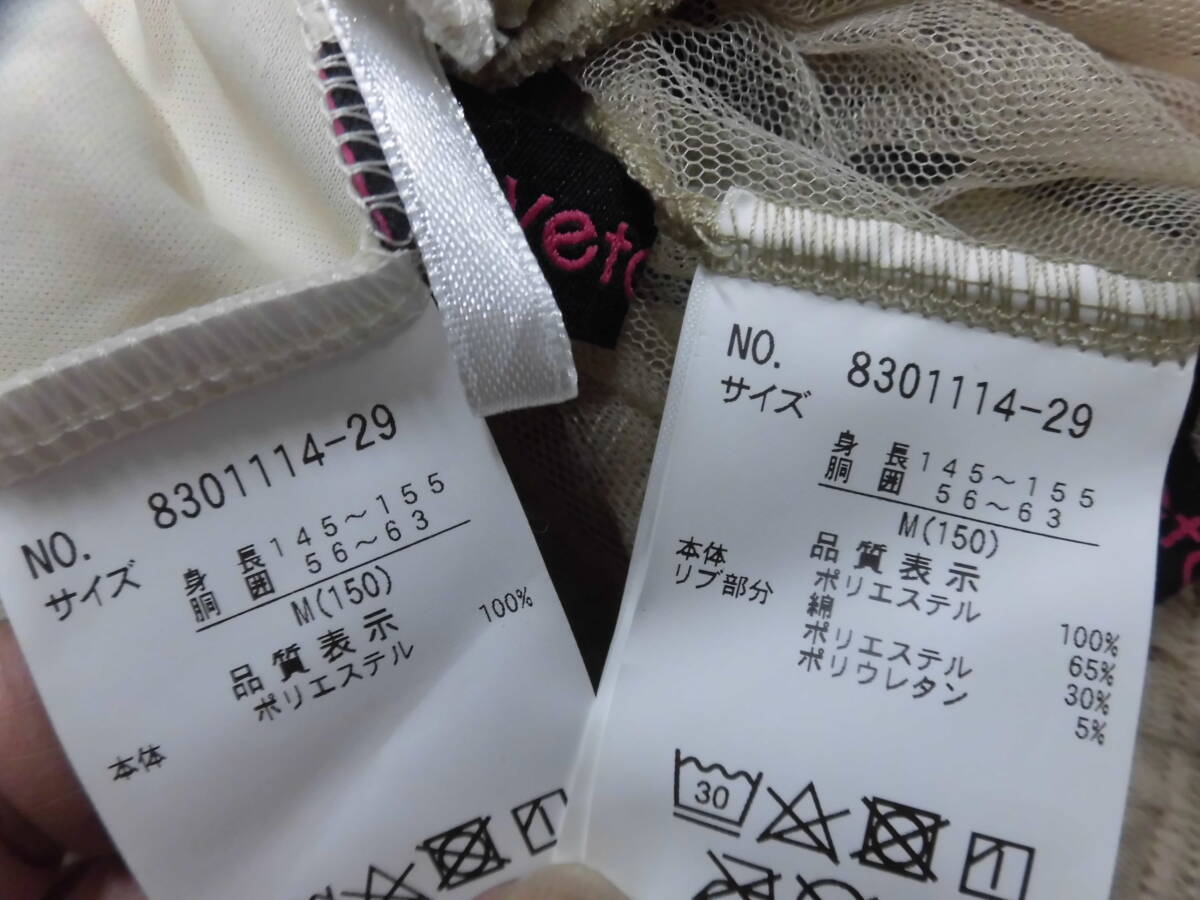 NO. 8301114-29
サイズ
身長 145～155
胴囲 56～63
M(150)
品質表示
本体 ポリエステル 100%
NO. 8301114-29
サイズ
身長 145～155
胴囲 56～63
M(150)
品質表示
本体 ポリエステル 100%
リブ部分 綿 65%
ポリエステル 30%
ポリウレタン 5%
30